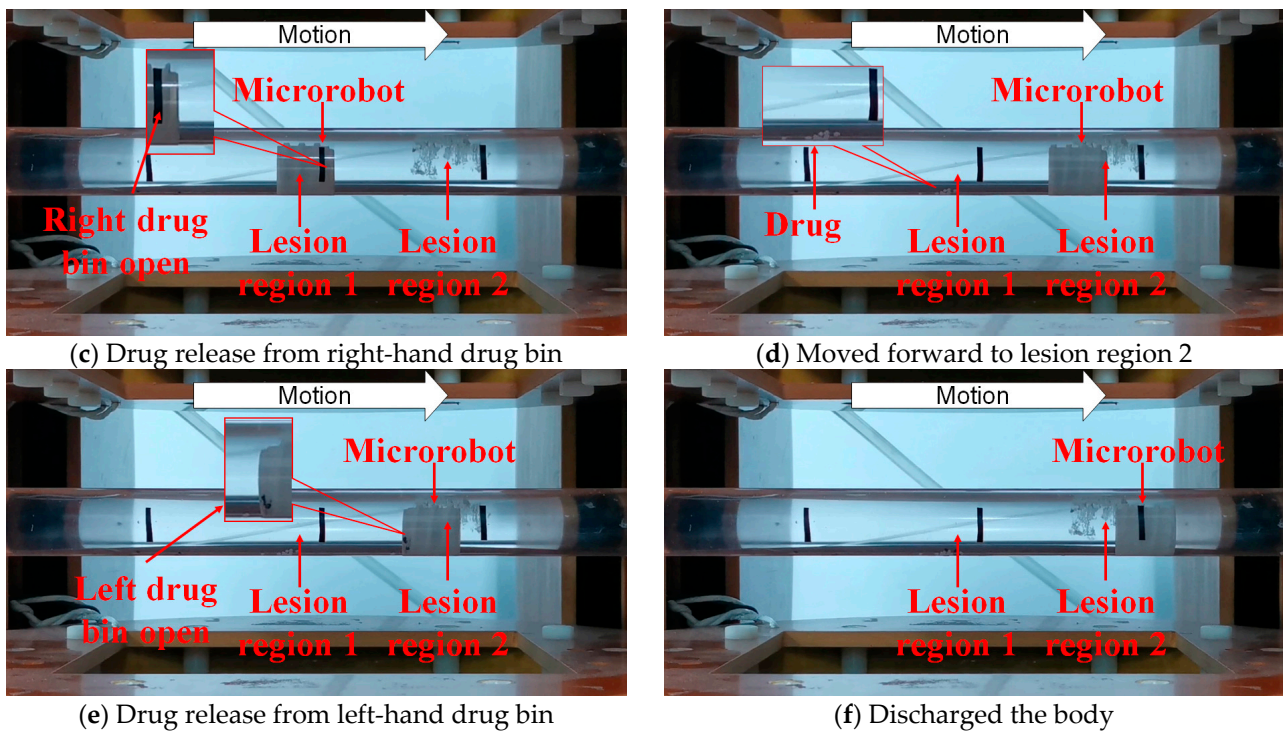 Motion
Microrobot
Right drug
bin open
Lesion
region 1
Lesion
region 2
(c) Drug release from right-hand drug bin
Motion
Microrobot
Drug
Lesion
region 1
Lesion
region 2
(d) Moved forward to lesion region 2
Motion
Microrobot
Left drug
bin open
Lesion
region 1
Lesion
region 2
(e) Drug release from left-hand drug bin
Motion
Microrobot
Lesion
region 1
Lesion
region 2
(f) Discharged the body